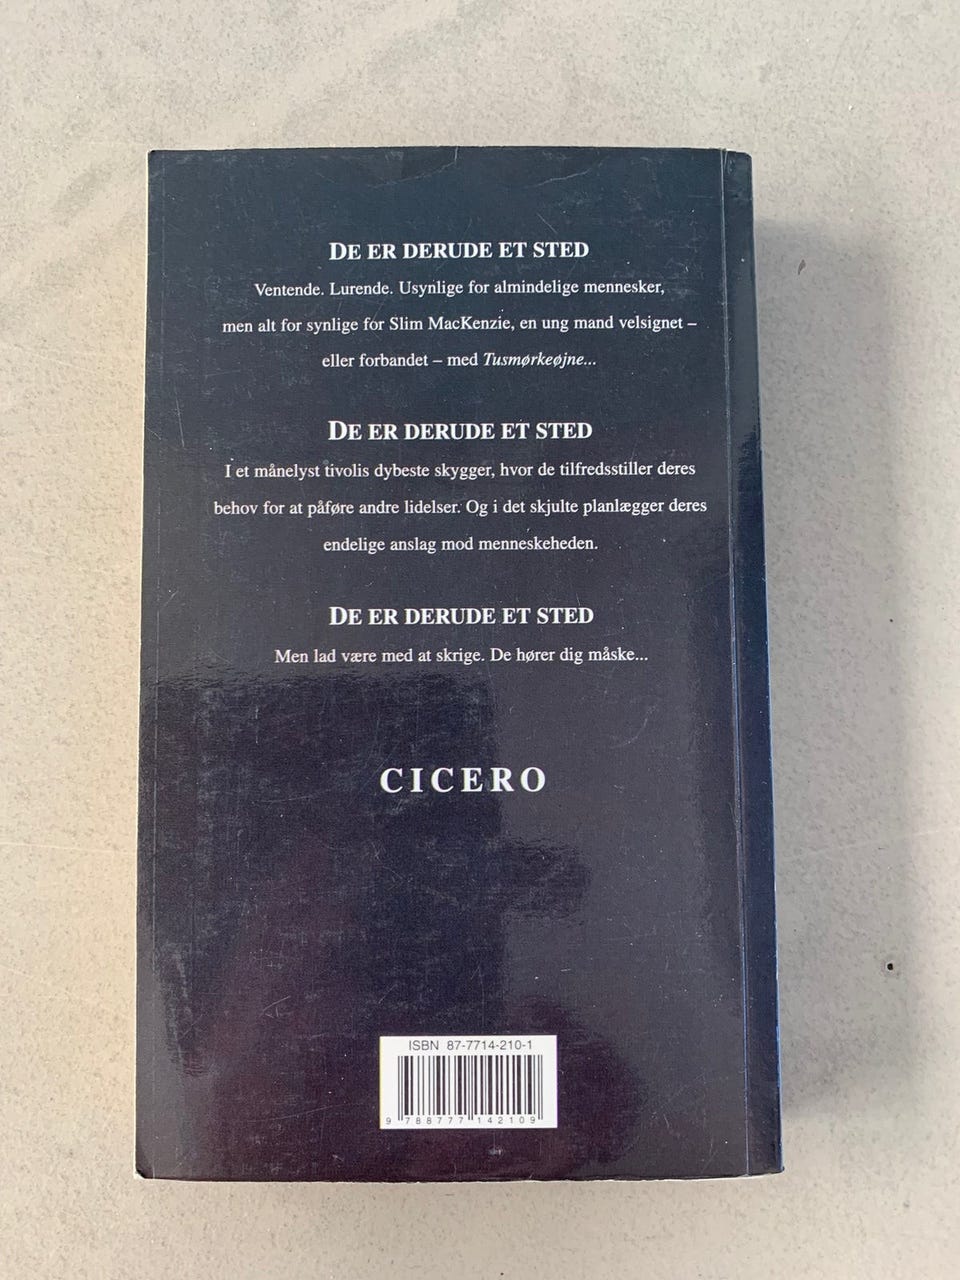 DE ER DERUDE ET STED
Ventende. Lurende. Usynlige for almindelige mennesker,
men alt for synlige for Slim MacKenzie, en ung mand velsignet –
eller forbandet – med Tusmørkeøjne...
DE ER DERUDE ET STED
I et månelyst tivolis dybeste skygger, hvor de tilfredsstiller deres
behov for at påføre andre lidelser. Og i det skjulte planlægger deres
endelige anslag mod menneskeheden.
DE ER DERUDE ET STED
Men lad være med at skrige. De hører dig måske...
CICERO
ISBN 87-7714-210-1
9 788777 142109